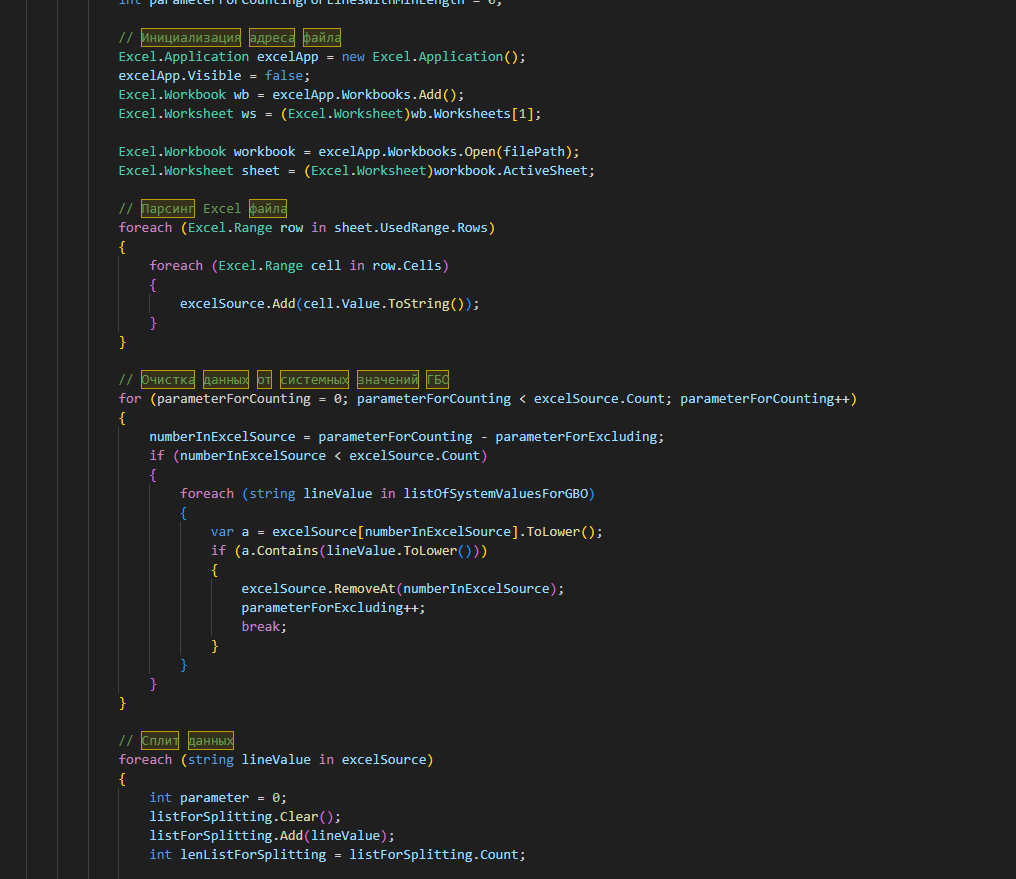 int parameterForCountingForLinesWithMinLength = 0;
// Инициализация адреса файла
Excel.Application excelApp = new Excel.Application();
excelApp.Visible = false;
Excel.Workbook wb = excelApp.Workbooks.Add();
Excel.Worksheet ws = (Excel.Worksheet)wb.Worksheets[1];
Excel.Workbook workbook = excelApp.Workbooks.Open(filePath);
Excel.Worksheet sheet = (Excel.Worksheet)workbook.ActiveSheet;
// Парсинг Excel файла
foreach (Excel.Range row in sheet.UsedRange.Rows)
{
foreach (Excel.Range cell in row.Cells)
{
excelSource.Add(cell.Value.ToString());
}
}
// Очистка данных от системных значений ГБО
for (parameterForCounting = 0; parameterForCounting < excelSource.Count; parameterForCounting++)
{
numberInExcelSource = parameterForCounting - parameterForExcluding;
if (numberInExcelSource < excelSource.Count)
{
foreach (string lineValue in listOfSystemValuesForGBO)
{
var a = excelSource[numberInExcelSource].ToLower();
if (a.Contains(lineValue.ToLower()))
{
excelSource.RemoveAt(numberInExcelSource);
parameterForExcluding++;
break;
}
}
}
}
// Сплит данных
foreach (string lineValue in excelSource)
{
int parameter = 0;
listForSplitting.Clear();
listForSplitting.Add(lineValue);
int lenListForSplitting = listForSplitting.Count;